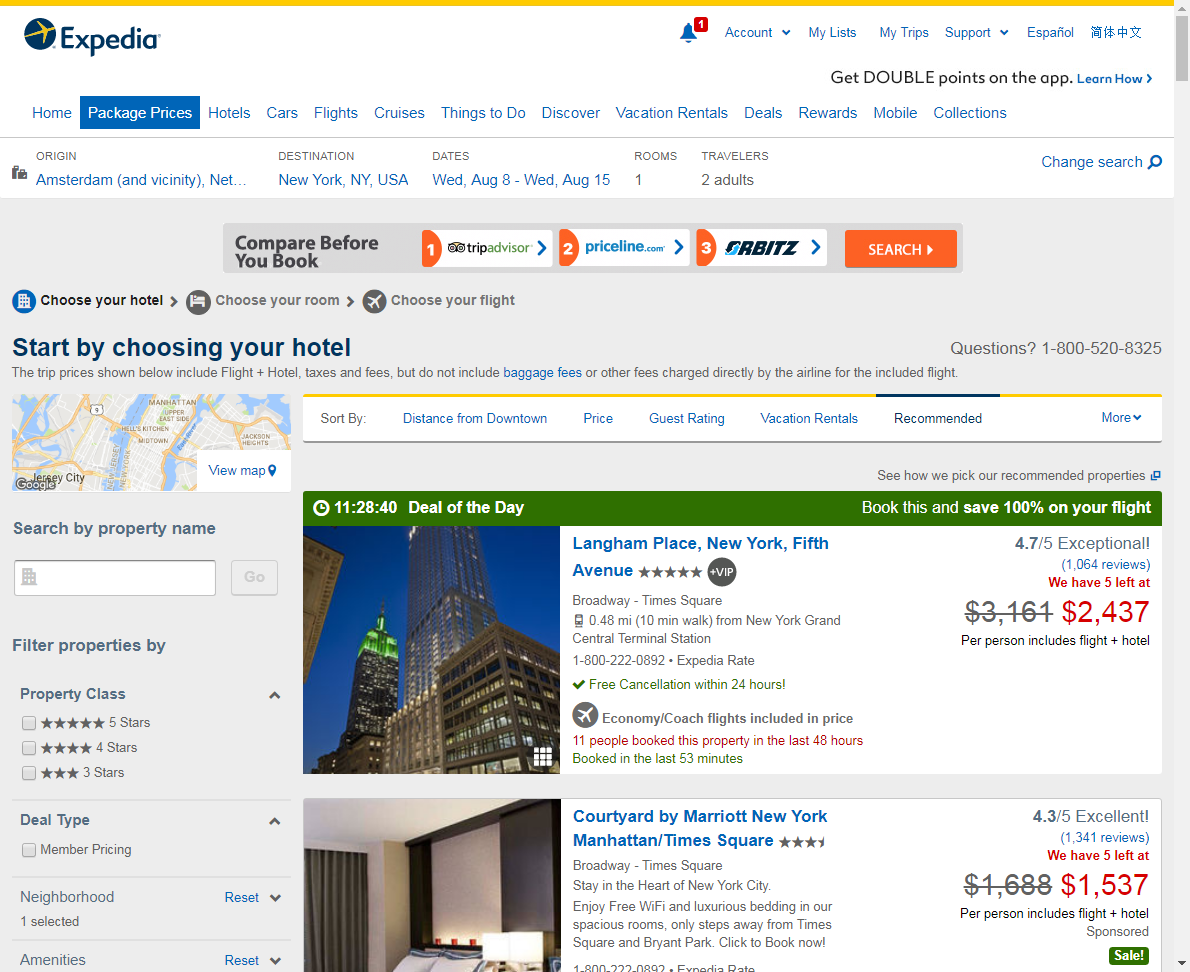 Expedia
1
Account
My Lists
My Trips
Support
Español
简体中文
Get DOUBLE points on the app. Learn How
Home
Package Prices
Hotels
Cars
Flights
Cruises
Things to Do
Discover
Vacation Rentals
Deals
Rewards
Mobile
Collections
ORIGIN
Amsterdam (and vicinity), Net...
DESTINATION
New York, NY, USA
DATES
Wed, Aug 8 - Wed, Aug 15
ROOMS
1
TRAVELERS
2 adults
Change search
Compare Before
You Book
1 tripadvisor
2 priceline.com
3 ORBITZ
SEARCH
Choose your hotel
Choose your room
Choose your flight
Start by choosing your hotel
Questions? 1-800-520-8325
The trip prices shown below include Flight + Hotel, taxes and fees, but do not include baggage fees or other fees charged directly by the airline for the included flight.
MANHATTAN
9
UPPER
EAST SIDE
HELL'S KITCHEN
MIDTOWN
JACKSON
HEIGHTS
NEW JERSEY
NEW YORK
East River
Jersey City
Google
View map
Sort By:
Distance from Downtown
Price
Guest Rating
Vacation Rentals
Recommended
More
See how we pick our recommended properties
Search by property name
Go
Filter properties by
Property Class
5 Stars
4 Stars
3 Stars
Deal Type
Member Pricing
Neighborhood
Reset
1 selected
Amenities
Reset
11:28:40 Deal of the Day
Book this and save 100% on your flight
Langham Place, New York, Fifth
Avenue
+VIP
Broadway - Times Square
0.48 mi (10 min walk) from New York Grand
Central Terminal Station
1-800-222-0892 • Expedia Rate
Free Cancellation within 24 hours!
Economy/Coach flights included in price
11 people booked this property in the last 48 hours
Booked in the last 53 minutes
4.7/5 Exceptional!
(1,064 reviews)
We have 5 left at
$3,161 $2,437
Per person includes flight + hotel
Courtyard by Marriott New York
Manhattan/Times Square
Broadway - Times Square
Stay in the Heart of New York City.
Enjoy Free WiFi and luxurious bedding in our
spacious rooms, only steps away from Times
Square and Bryant Park. Click to Book now!
1-800-222-0892 • Expedia Rate
4.3/5 Excellent!
(1,341 reviews)
We have 5 left at
$1,688 $1,537
Per person includes flight + hotel
Sponsored
Sale!